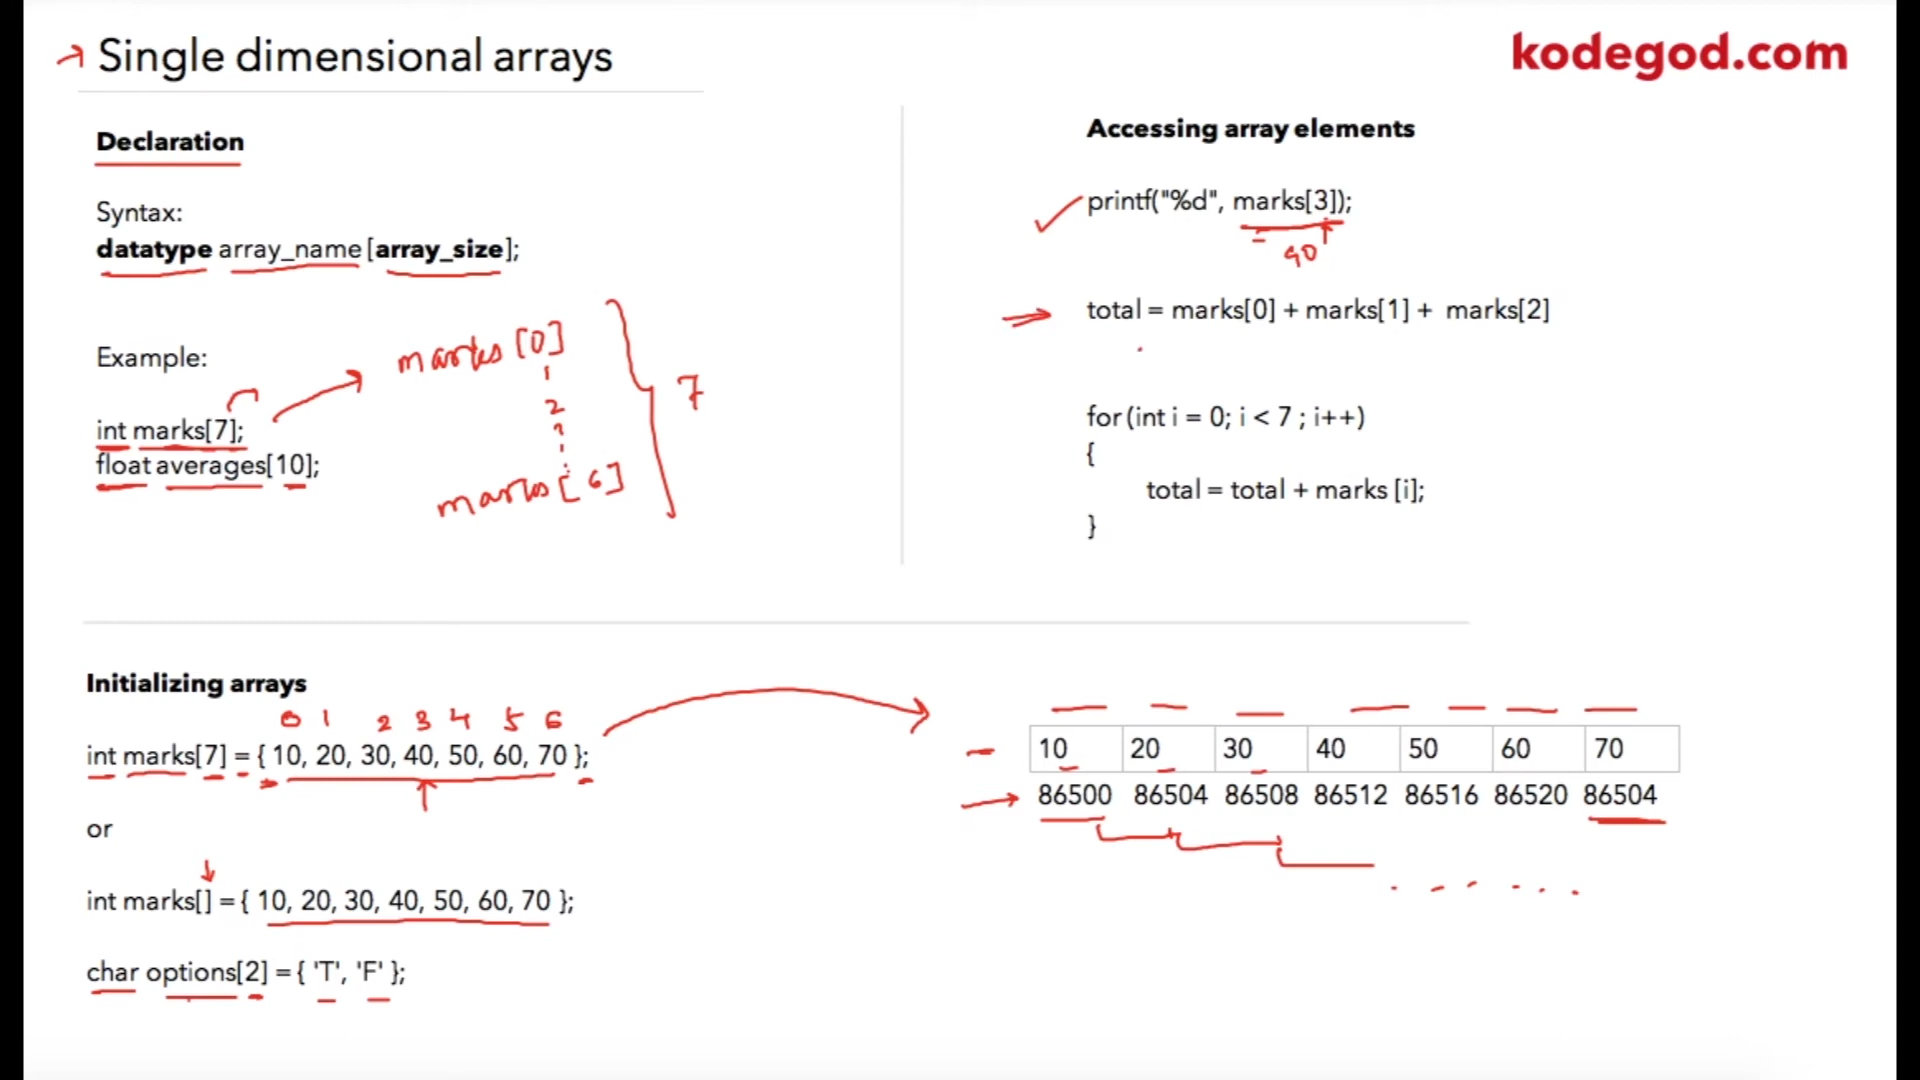 Single dimensional arrays
kodegod.com
Declaration
Syntax:
datatype array_name [array_size];
Example:
int marks[7];
float averages[10];
marks [0]
1
2
marks [ 6 ]
7
Accessing array elements
printf("%d", marks[3]);
40
total = marks[0] + marks[1] + marks[2]
for (int i = 0; i < 7 ; i++)
{
total = total + marks [i];
}
Initializing arrays
0 1 2 3 4 5 6
int marks[7] = { 10, 20, 30, 40, 50, 60, 70 };
or
int marks[] = { 10, 20, 30, 40, 50, 60, 70 };
char options[2] = { 'T', 'F' };
10 20 30 40 50 60 70
86500 86504 86508 86512 86516 86520 86504